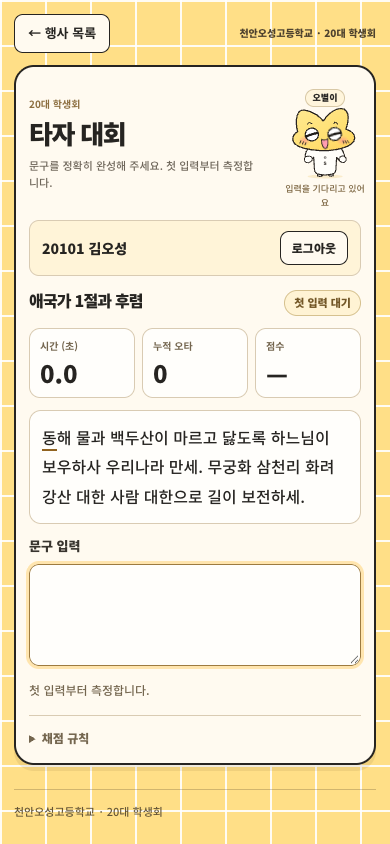 ← 행사 목록
천안오성고등학교 · 20대 학생회
20대 학생회
타자 대회
문구를 정확히 완성해 주세요. 첫 입력부터 측정합
니다.
오별이
입력을 기다리고 있어
요
20101 김오성
로그아웃
애국가 1절과 후렴
첫 입력 대기
시간 (초)
0.0
누적 오타
0
점수
—
동해 물과 백두산이 마르고 닳도록 하느님이
보우하사 우리나라 만세. 무궁화 삼천리 화려
강산 대한 사람 대한으로 길이 보전하세.
문구 입력
첫 입력부터 측정합니다.
▶ 채점 규칙
천안오성고등학교 · 20대 학생회